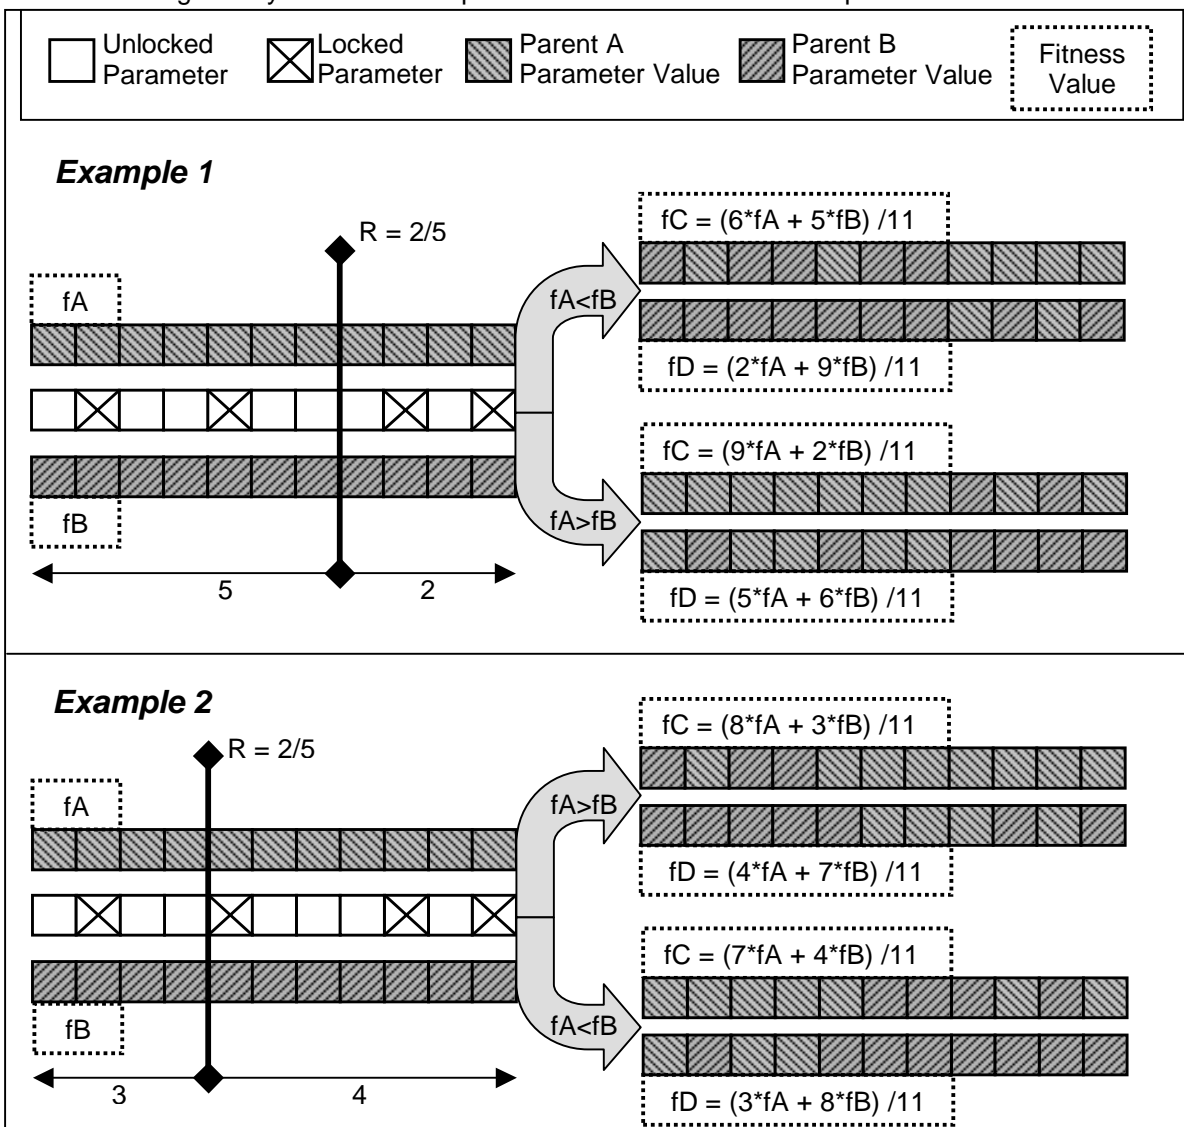 Unlocked
Parameter
Locked
Parameter
Parent A
Parameter Value
Parent B
Parameter Value
Fitness
Value
Example 1
R = 2/5
fA
fB
5
2
fA<fB
fA>fB
fC = (6*fA + 5*fB) /11
fD = (2*fA + 9*fB) /11
fC = (9*fA + 2*fB) /11
fD = (5*fA + 6*fB) /11
Example 2
R = 2/5
fA
fB
3
4
fA>fB
fA<fB
fC = (8*fA + 3*fB) /11
fD = (4*fA + 7*fB) /11
fC = (7*fA + 4*fB) /11
fD = (3*fA + 8*fB) /11